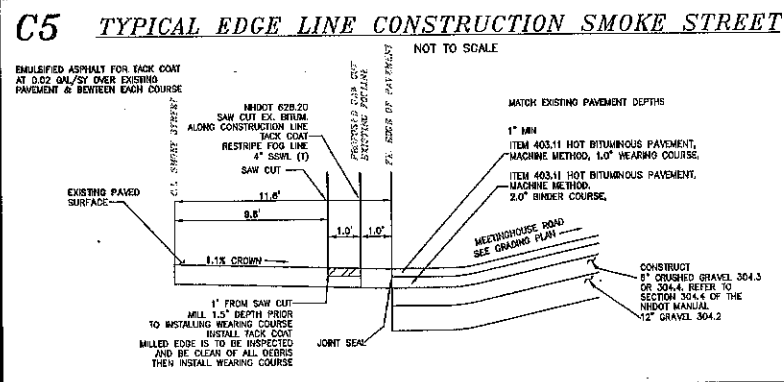 C5 TYPICAL EDGE LINE CONSTRUCTION SMOKE STREET
NOT TO SCALE
EMULSIFIED ASPHALT FOR TACK COAT
AT 0.02 GAL/SY OVER EXISTING
PAVEMENT & BEWTEEN EACH COURSE
C.L. SMOKE STREET
NHDOT 628.20
SAW CUT EX. BITUM.
ALONG CONSTRUCTION LINE
TACK COAT
RESTRIPE FOG LINE
4" SSWL (T)
SAW CUT
PROPOSED SAW CUT
EXISTING FOGLINE
EX. EDGE OF PAVEMENT
MATCH EXISTING PAVEMENT DEPTHS
1" MIN
ITEM 403.11 HOT BITUMINOUS PAVEMENT,
MACHINE METHOD, 1.0" WEARING COURSE,
ITEM 403.11 HOT BITUMINOUS PAVEMENT,
MACHINE METHOD,
2.0" BINDER COURSE,
EXISTING PAVED
SURFACE
11.6'
9.6'
1.0'
1.0'
1.1% CROWN
MEETINGHOUSE ROAD
SEE GRADING PLAN
CONSTRUCT
6" CRUSHED GRAVEL 304.3
OR 304.4. REFER TO
SECTION 304.4 OF THE
NHDOT MANUAL
12" GRAVEL 304.2
1' FROM SAW CUT
MILL 1.5" DEPTH PRIOR
TO INSTALLING WEARING COURSE
INSTALL TACK COAT
MILLED EDGE IS TO BE INSPECTED
AND BE CLEAN OF ALL DEBRIS
THEN INSTALL WEARING COURSE
JOINT SEAL